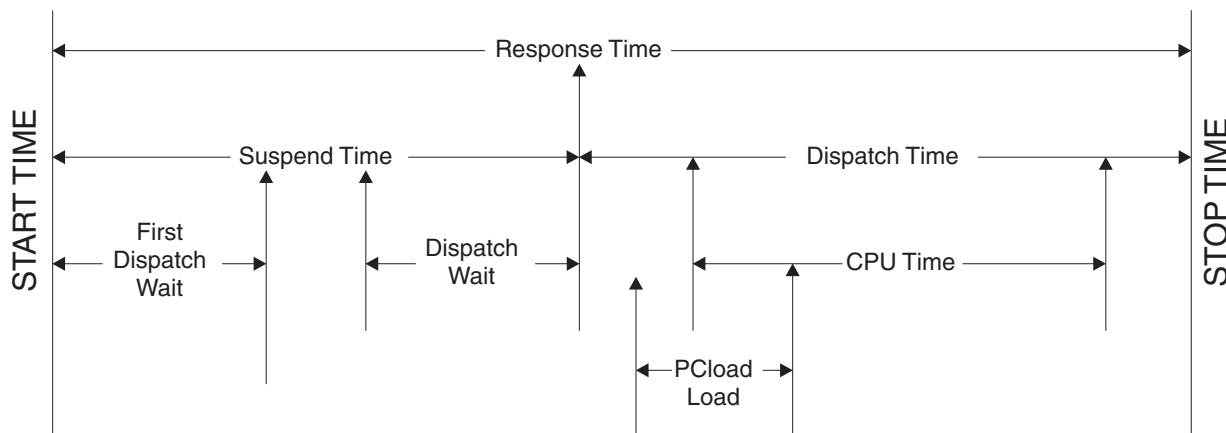 START TIME
Response Time
Suspend Time
Dispatch Time
First
Dispatch
Wait
Dispatch
Wait
CPU Time
PCload
Load
STOP TIME